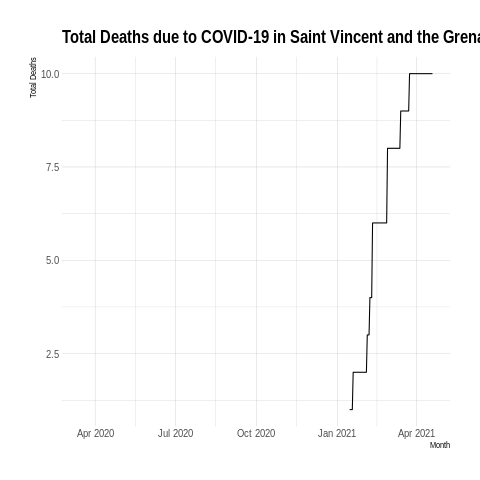 Total Deaths due to COVID-19 in Saint Vincent and the Grena
Total Deaths
10.0
7.5
5.0
2.5
Apr 2020 Jul 2020 Oct 2020 Jan 2021 Apr 2021
Month